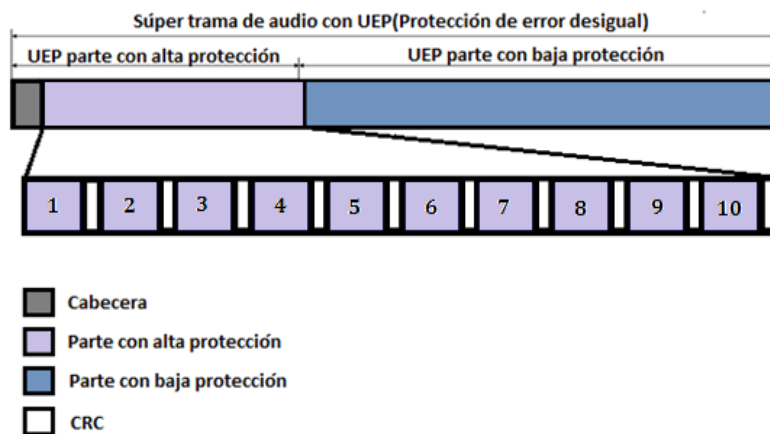 Súper trama de audio con UEP(Protección de error desigual)
UEP parte con alta protección UEP parte con baja protección
1 2 3 4 5 6 7 8 9 10
Cabecera
Parte con alta protección
Parte con baja protección
CRC